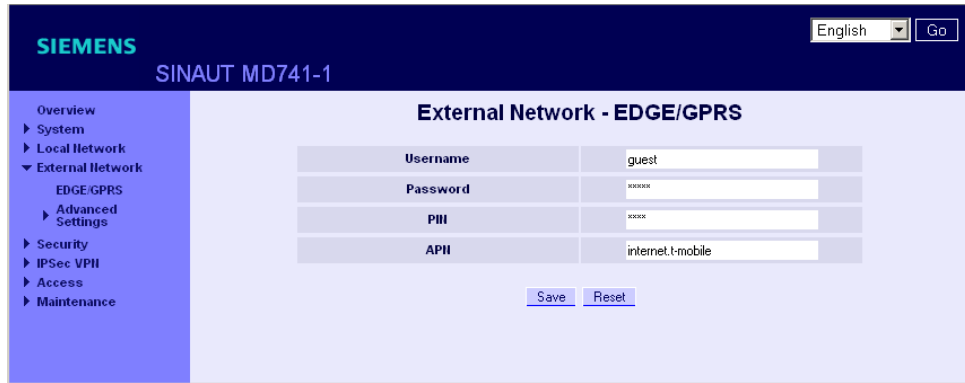 SIEMENS
SINAUT MD741-1
English
Go
Overview
System
Local Network
External Network
EDGE/GPRS
Advanced
Settings
Security
IPSec VPN
Access
Maintenance
External Network - EDGE/GPRS
Username guest
Password *****
PIN ****
APN internet.t-mobile
Save Reset